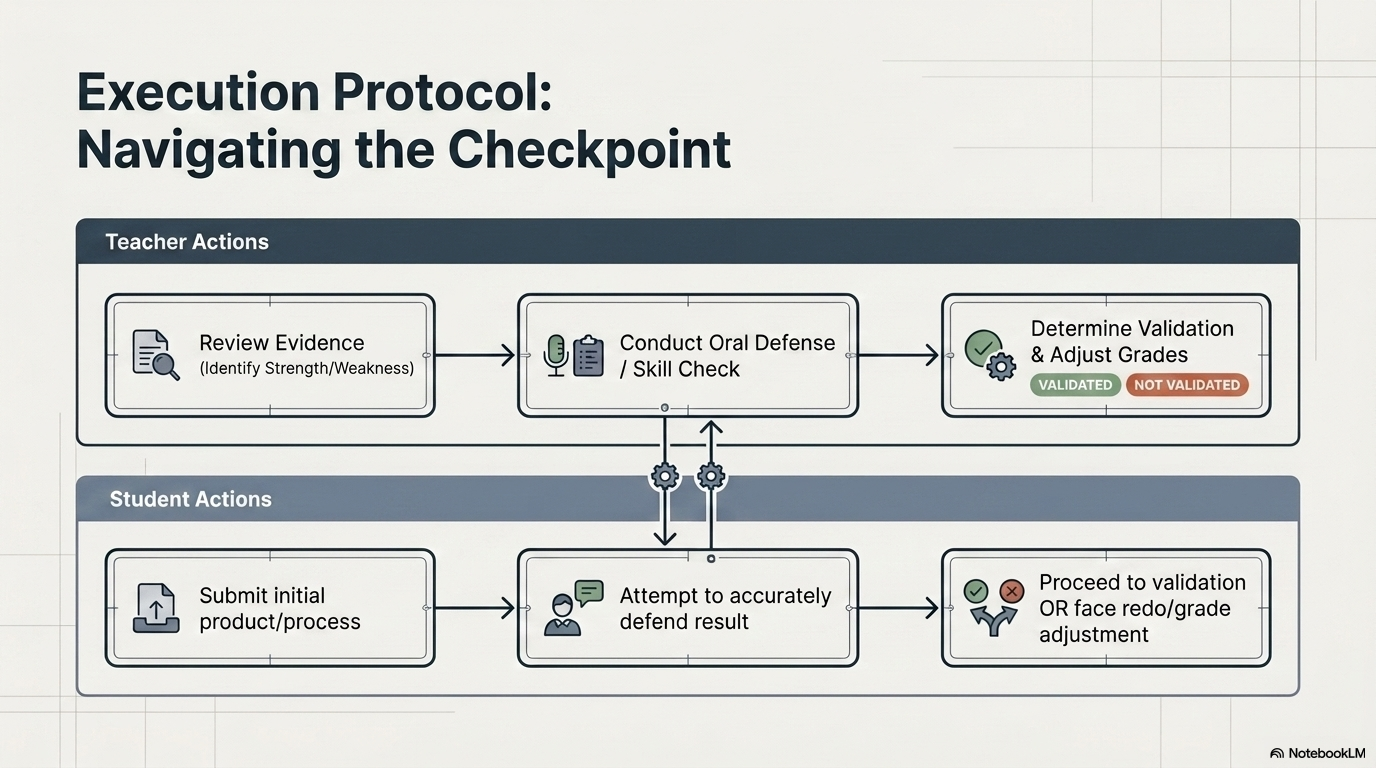 Execution Protocol:
Navigating the Checkpoint
Teacher Actions
Review Evidence
(Identify Strength/Weakness)
Conduct Oral Defense
/ Skill Check
Determine Validation
& Adjust Grades
VALIDATED
NOT VALIDATED
Student Actions
Submit initial
product/process
Attempt to accurately
defend result
Proceed to validation
OR face redo/grade
adjustment
NotebookLM